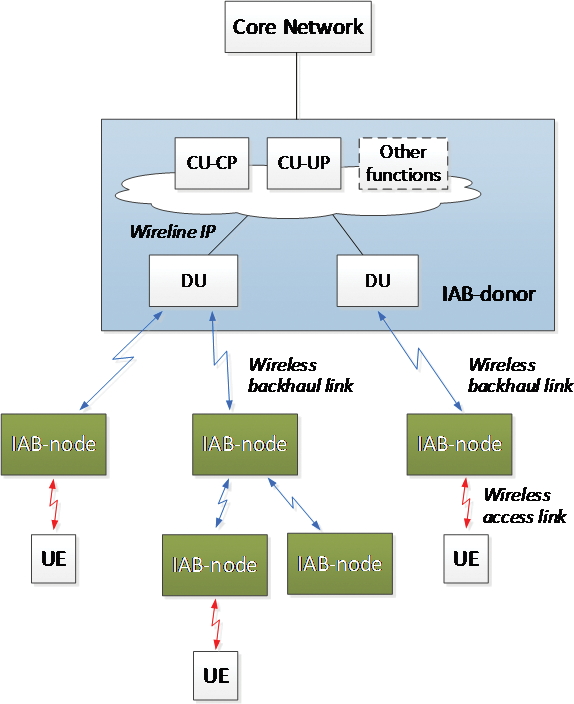 Core Network
CU-CP
CU-UP
Other
functions
Wireline IP
DU
DU
IAB-donor
Wireless
backhaul link
Wireless
backhaul link
IAB-node
IAB-node
IAB-node
Wireless
access link
UE
IAB-node
IAB-node
UE
UE